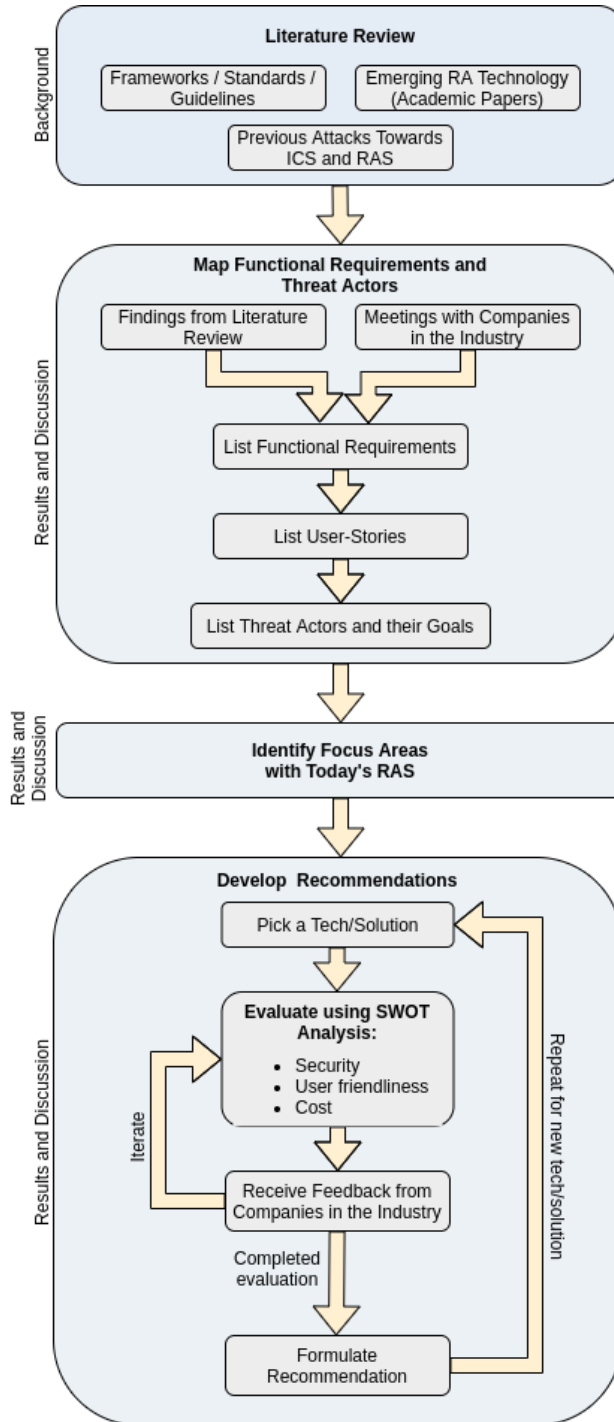 Literature Review
Background
Frameworks / Standards /
Guidelines
Emerging RA Technology
(Academic Papers)
Previous Attacks Towards
ICS and RAS
Map Functional Requirements and
Threat Actors
Results and Discussion
Findings from Literature
Review
Meetings with Companies
in the Industry
List Functional Requirements
List User-Stories
List Threat Actors and their Goals
Results and
Discussion
Identify Focus Areas
with Today's RAS
Develop Recommendations
Results and Discussion
Pick a Tech/Solution
Evaluate using SWOT
Analysis:
• Security
• User friendliness
• Cost
Iterate
Receive Feedback from
Companies in the Industry
Completed
evaluation
Formulate
Recommendation
Repeat for new tech/solution